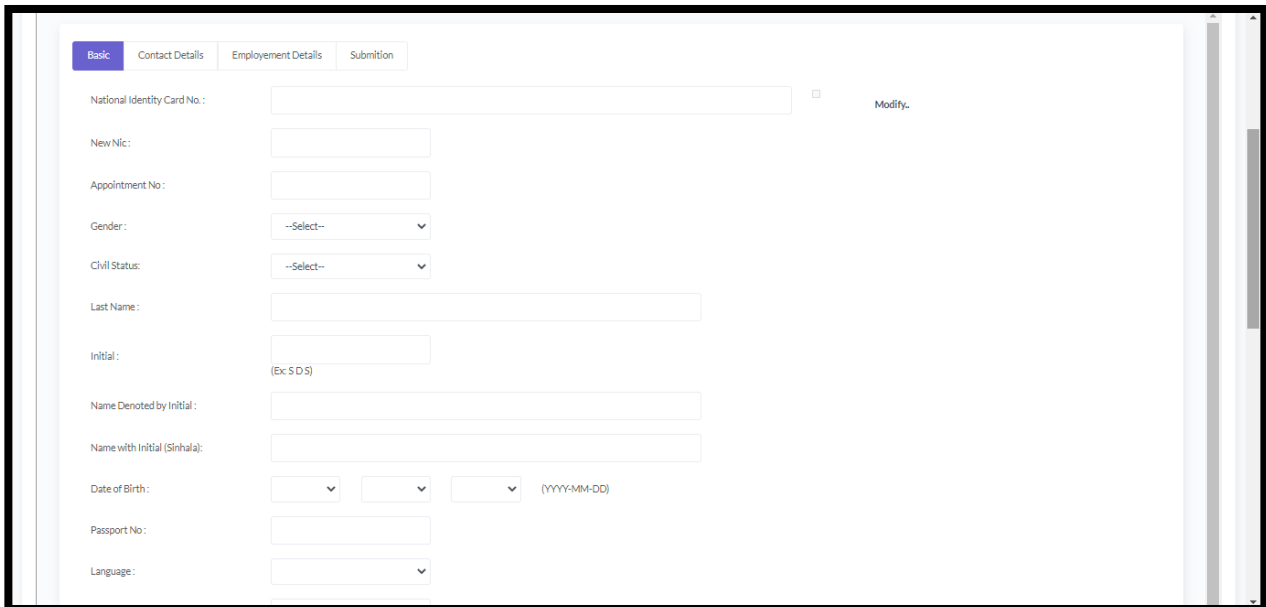 Basic Contact Details Employement Details Submition
National Identity Card No. : Modify..
New Nic :
Appointment No :
Gender : --Select--
Civil Status: --Select--
Last Name :
Initial :
(Ex: S D S)
Name Denoted by Initial :
Name with Initial (Sinhala):
Date of Birth : (YYYY-MM-DD)
Passport No :
Language :